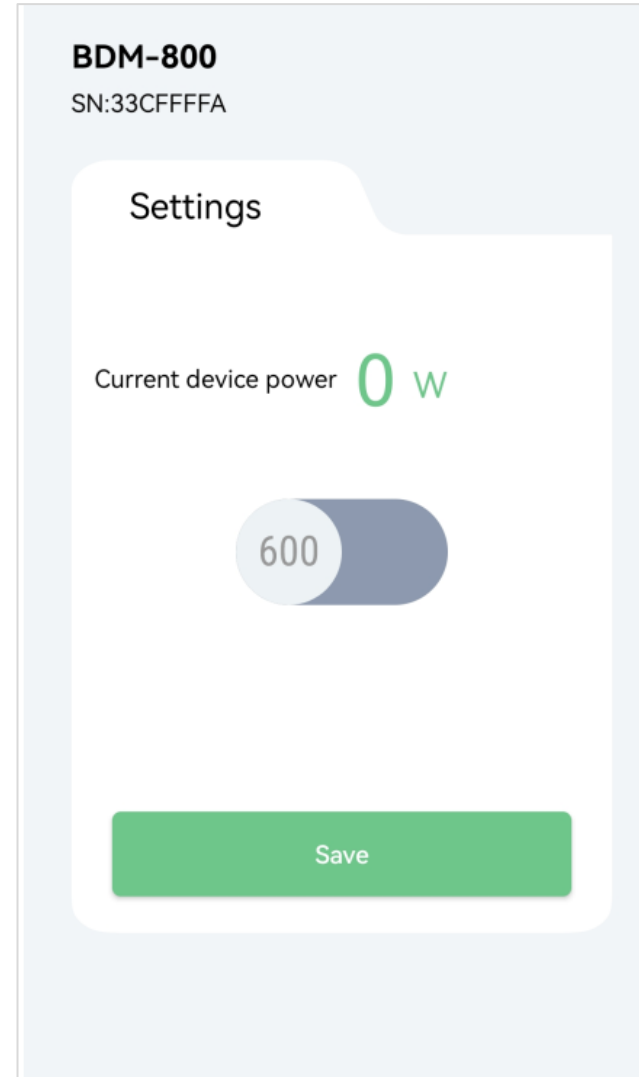 BDM-800
SN:33CFFFFA
Settings
Current device power 0 W
600
Save